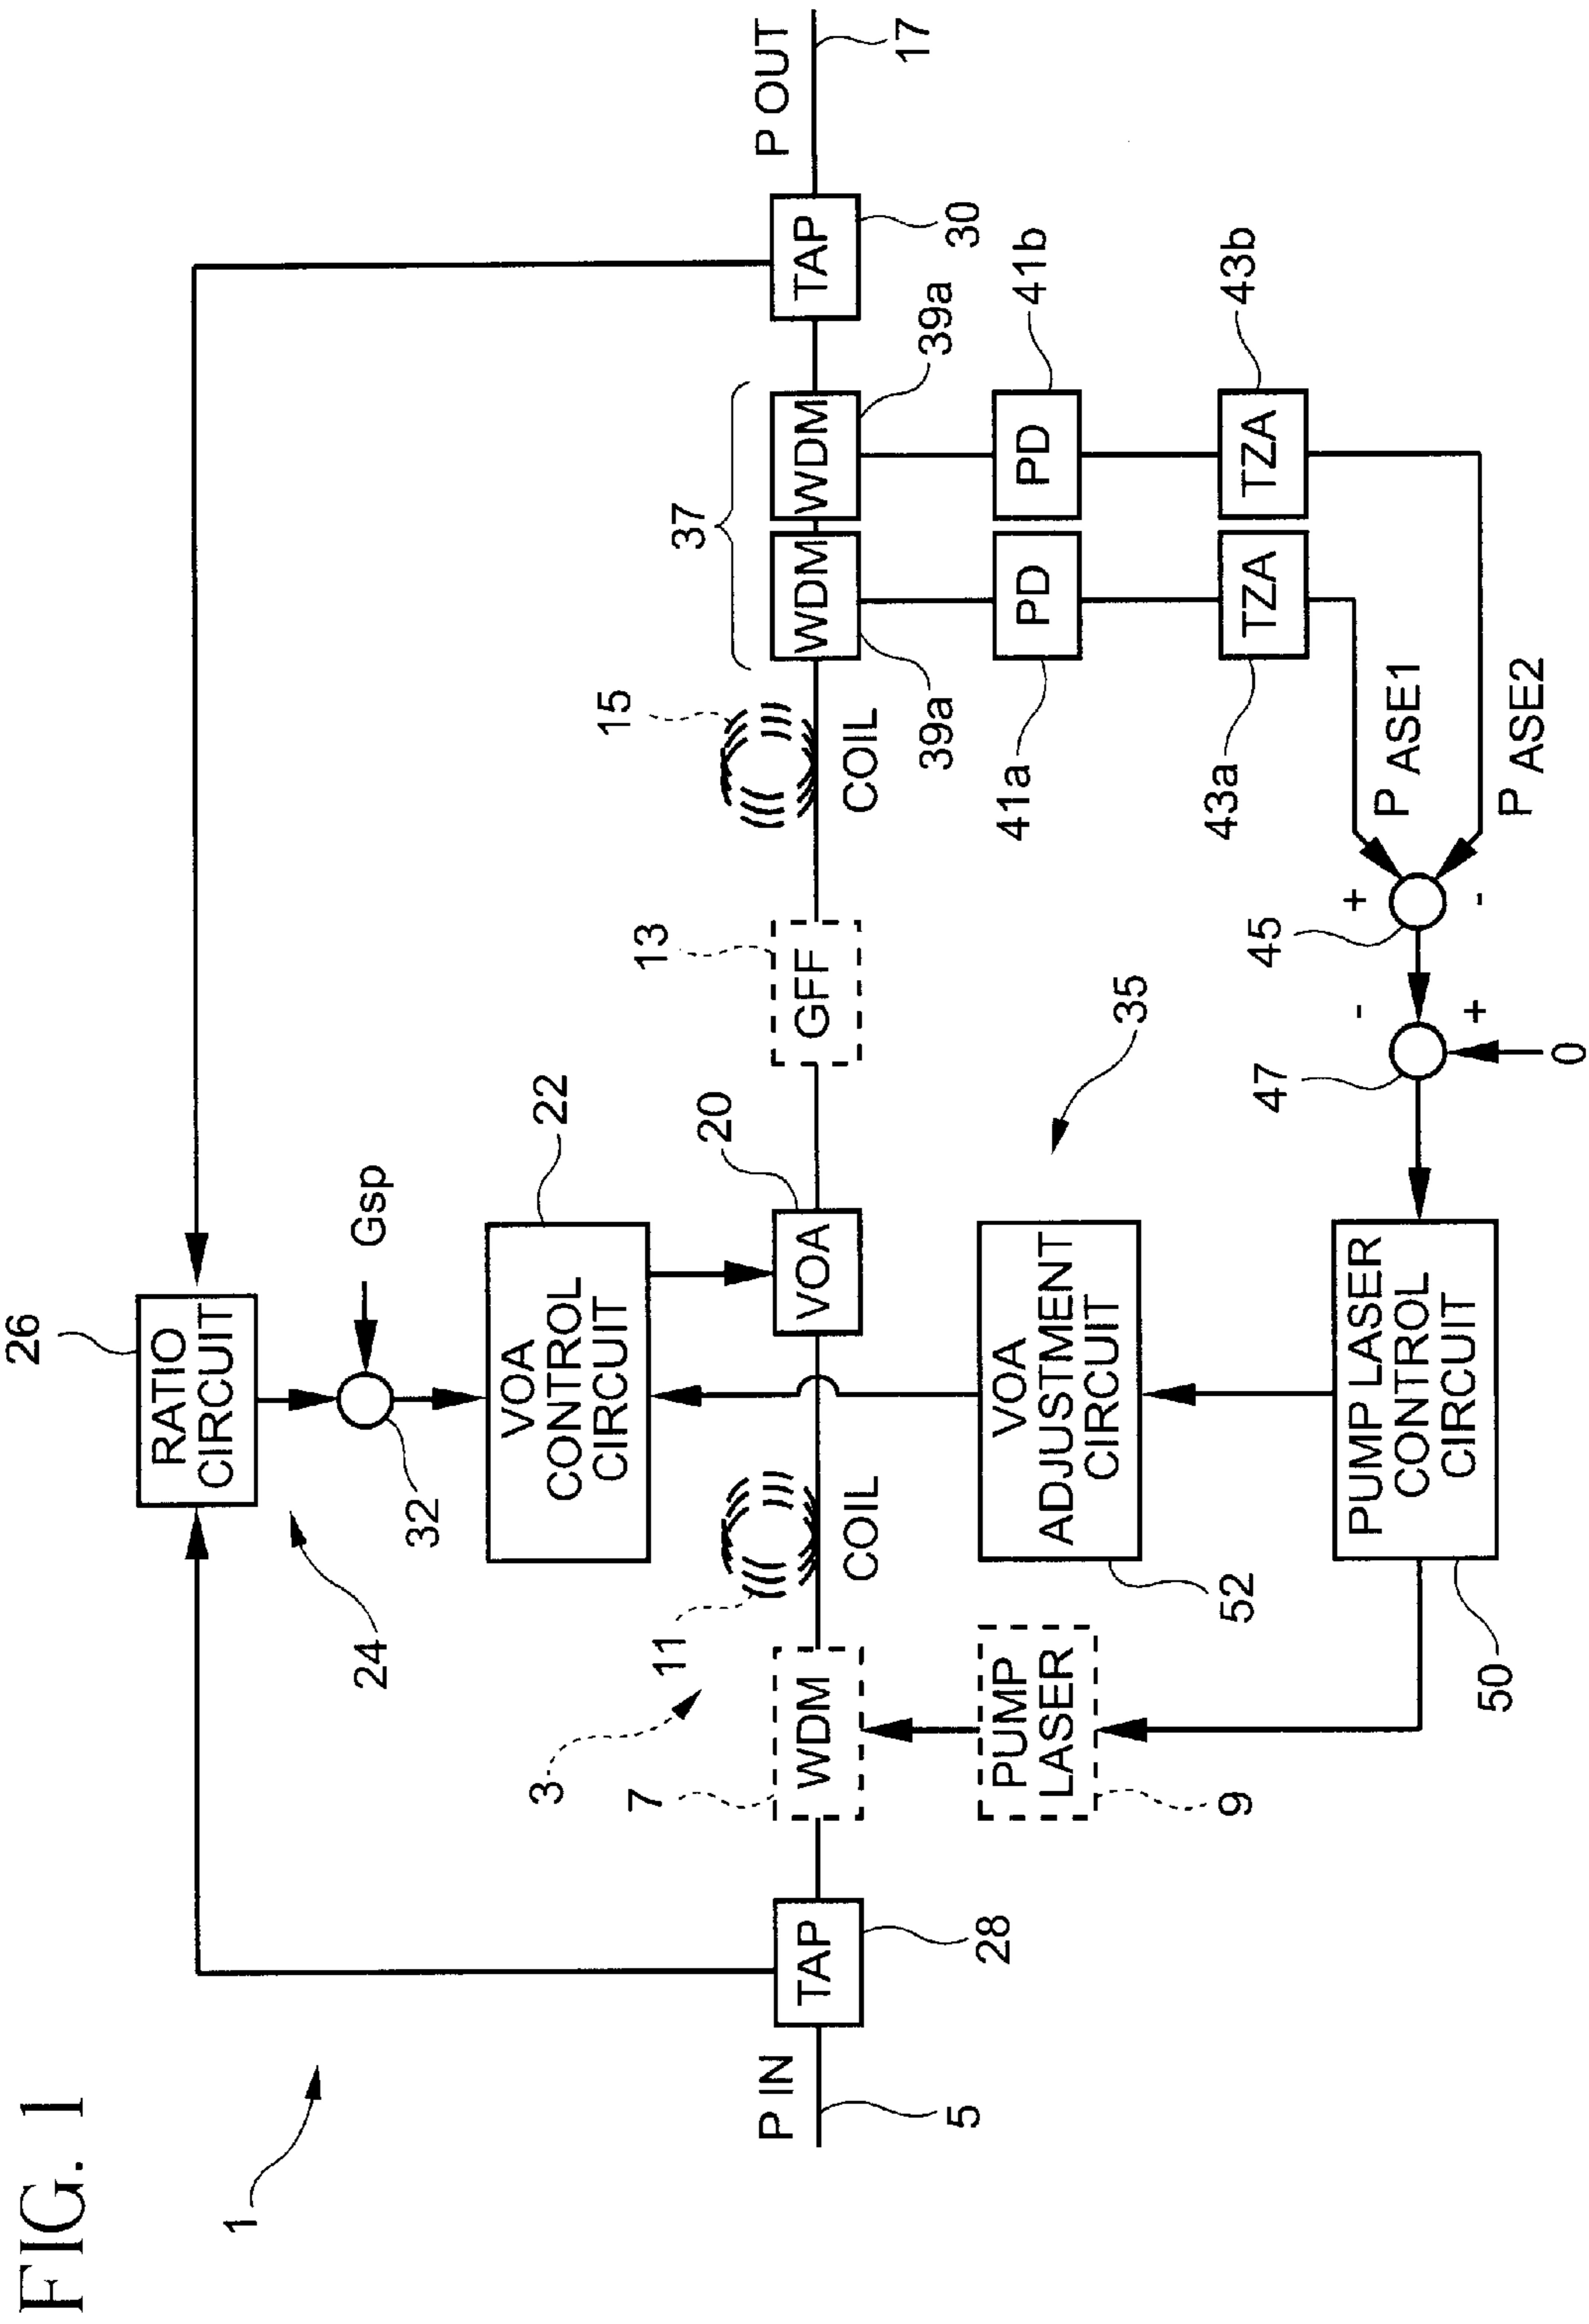 FIG. 1
1
26
RATIO
CIRCUIT
24
32
Gsp
22
VOA
CONTROL
CIRCUIT
P IN
5
TAP
28
3
7
WDM
11
COIL
20
VOA
13
GFF
15
COIL
37
WDM
39a
WDM
39a
TAP
30
P OUT
17
PUMP
LASER
9
VOA
ADJUSTMENT
CIRCUIT
52
35
PD
41a
PD
41b
TZA
43a
TZA
43b
P ASE1
P ASE2
45
+
-
47
-
+
0
PUMP LASER
CONTROL
CIRCUIT
50